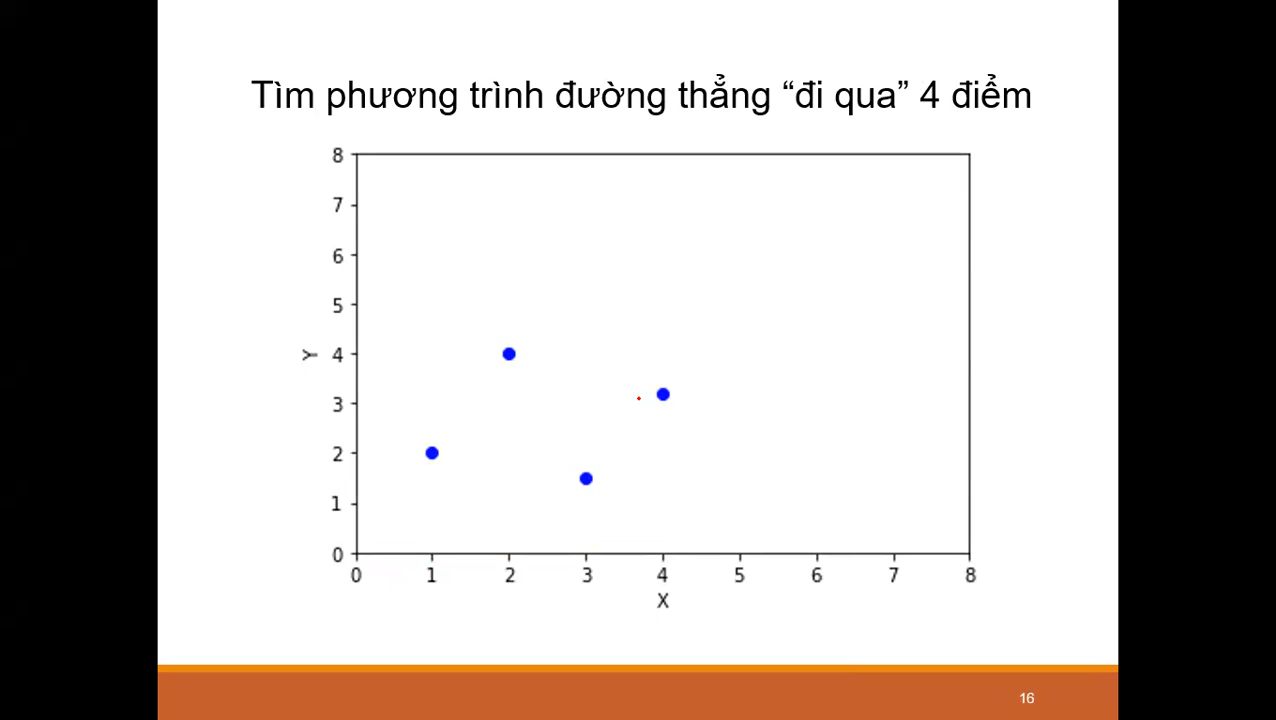 Tìm phương trình đường thẳng “đi qua” 4 điểm
8
7
6
5
Y 4
3
2
1
0
0 1 2 3 4 5 6 7 8
X
16